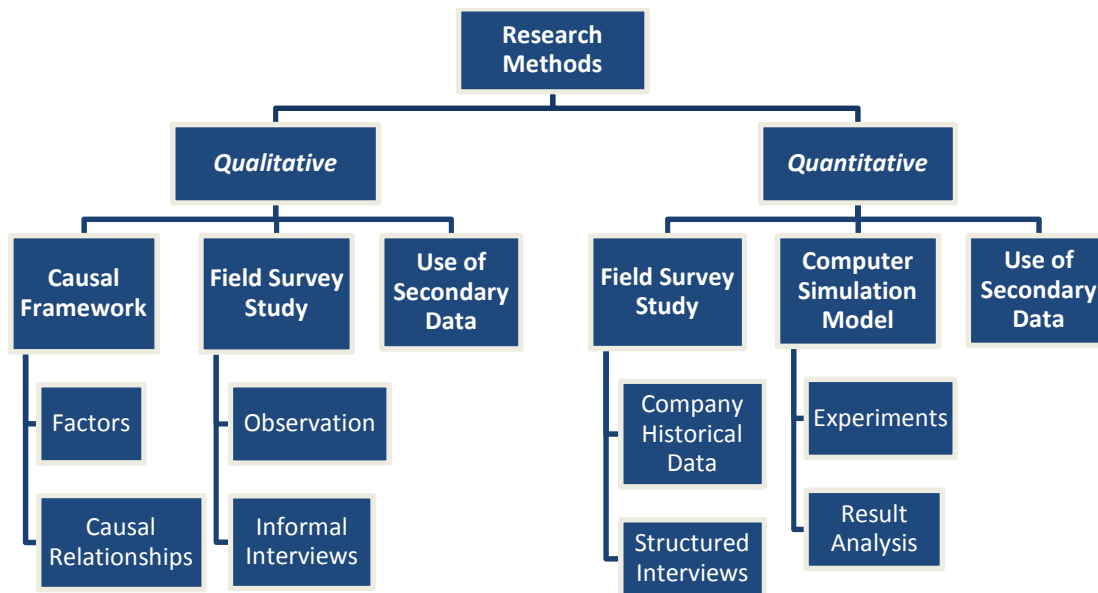 Research
Methods
Qualitative
Quantitative
Causal
Framework
Field Survey
Study
Use of
Secondary
Data
Field Survey
Study
Computer
Simulation
Model
Use of
Secondary
Data
Factors
Causal
Relationships
Observation
Informal
Interviews
Company
Historical
Data
Structured
Interviews
Experiments
Result
Analysis